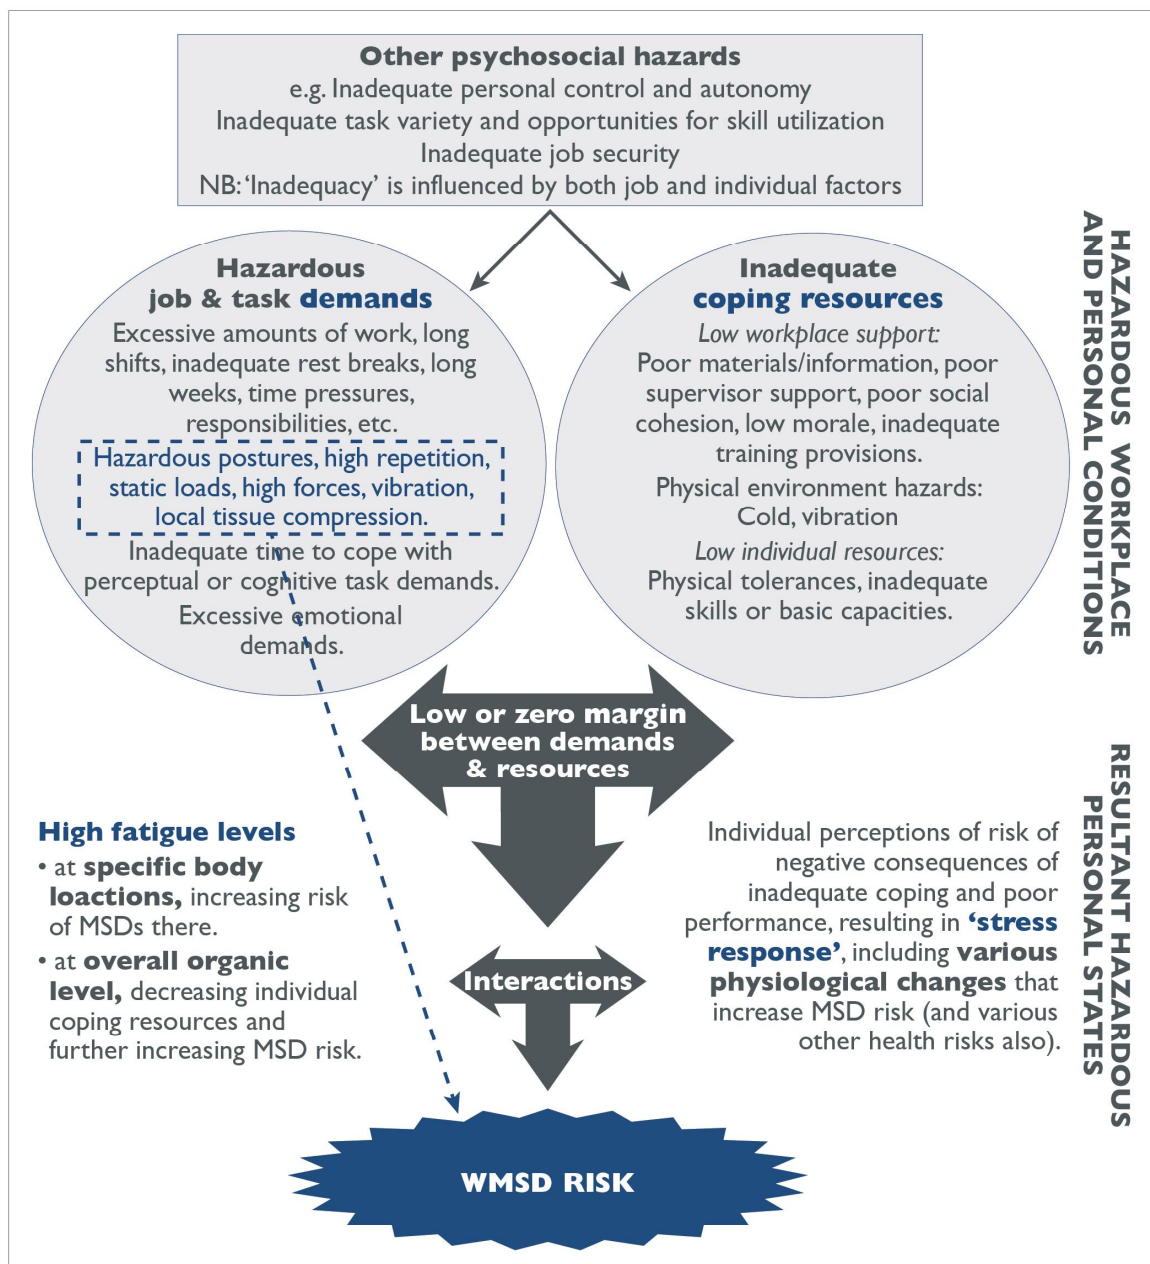 Other psychosocial hazards
e.g. Inadequate personal control and autonomy
Inadequate task variety and opportunities for skill utilization
Inadequate job security
NB: ‘Inadequacy’ is influenced by both job and individual factors
Hazardous
job & task demands
Excessive amounts of work, long
shifts, inadequate rest breaks, long
weeks, time pressures,
responsibilities, etc.
Hazardous postures, high repetition,
static loads, high forces, vibration,
local tissue compression.
Inadequate time to cope with
perceptual or cognitive task demands.
Excessive emotional
demands.
Inadequate
coping resources
Low workplace support:
Poor materials/information, poor
supervisor support, poor social
cohesion, low morale, inadequate
training provisions.
Physical environment hazards:
Cold, vibration
Low individual resources:
Physical tolerances, inadequate
skills or basic capacities.
HAZARDOUS WORKPLACE
AND PERSONAL CONDITIONS
Low or zero margin
between demands
& resources
High fatigue levels
• at specific body
loactions, increasing risk
of MSDs there.
• at overall organic
level, decreasing individual
coping resources and
further increasing MSD risk.
Interactions
Individual perceptions of risk of
negative consequences of
inadequate coping and poor
performance, resulting in ‘stress
response’, including various
physiological changes that
increase MSD risk (and various
other health risks also).
RESULTANT HAZARDOUS
PERSONAL STATES
WMSD RISK